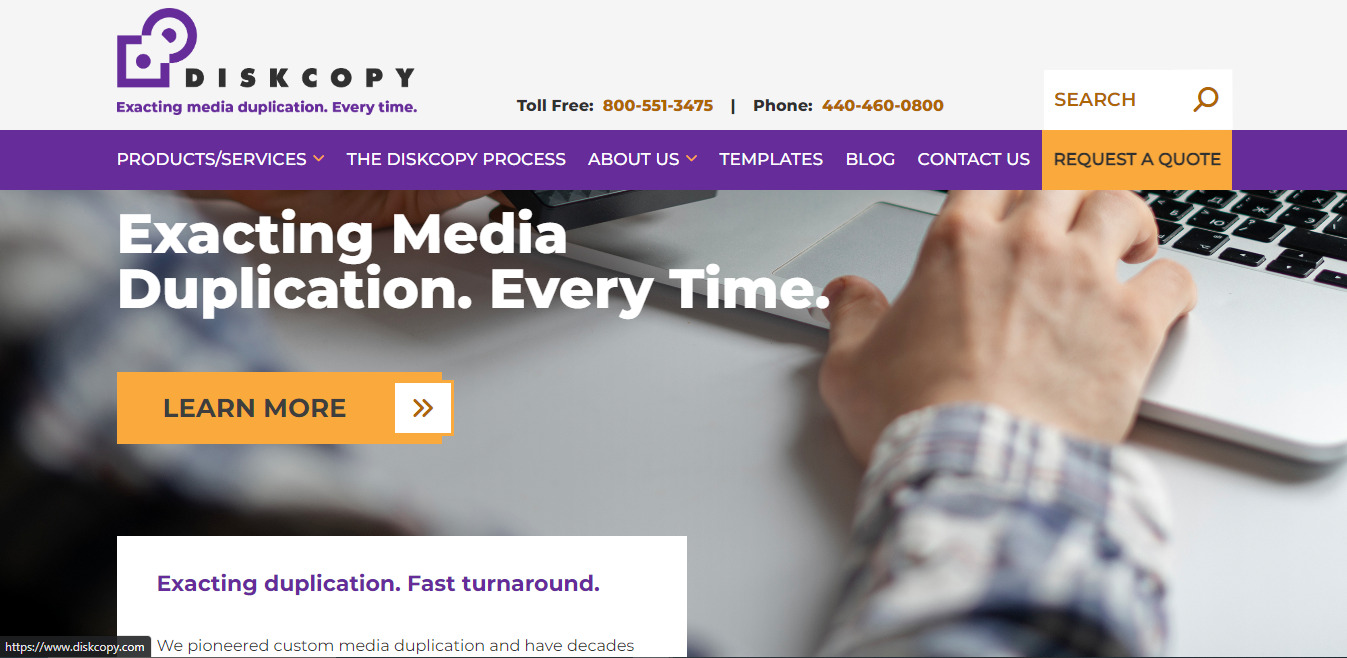 DISKCOPY
Exacting media duplication. Every time.
Toll Free: 800-551-3475 | Phone: 440-460-0800
SEARCH
PRODUCTS/SERVICES THE DISKCOPY PROCESS ABOUT US TEMPLATES BLOG CONTACT US REQUEST A QUOTE
Exacting Media
Duplication. Every Time.
LEARN MORE
Exacting duplication. Fast turnaround.
We pioneered custom media duplication and have decades
https://www.diskcopy.com